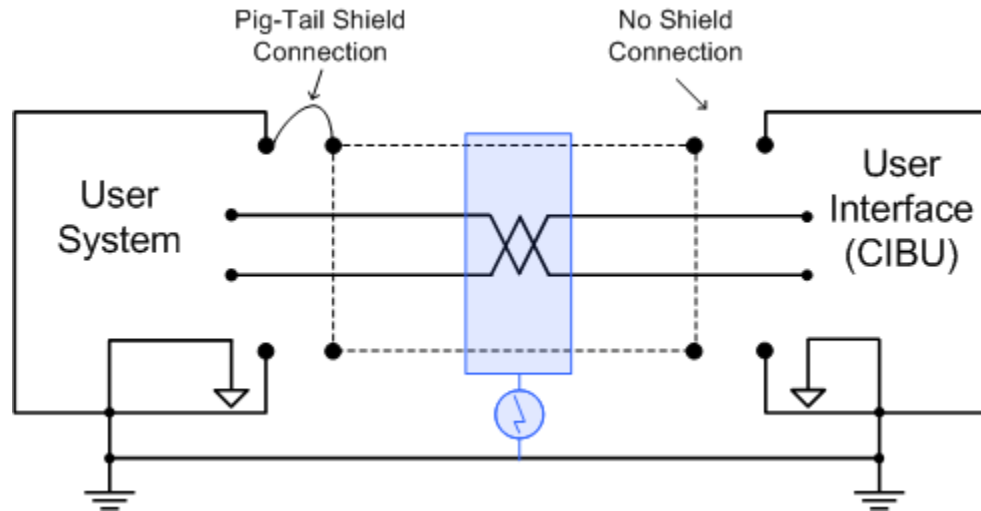 Pig-Tail Shield
Connection
No Shield
Connection
User
System
User
Interface
(CIBU)